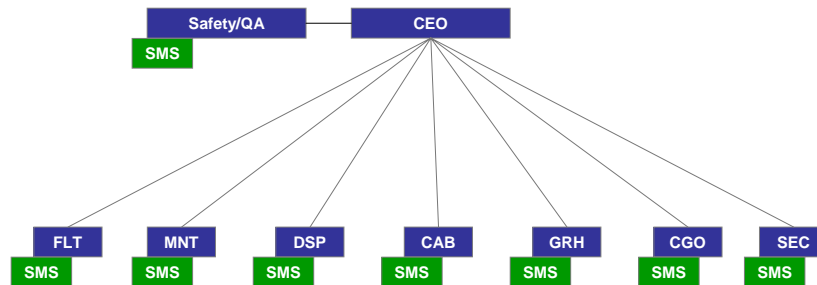 Safety/QA CEO
SMS
FLT MNT DSP CAB GRH CGO SEC
SMS SMS SMS SMS SMS SMS SMS